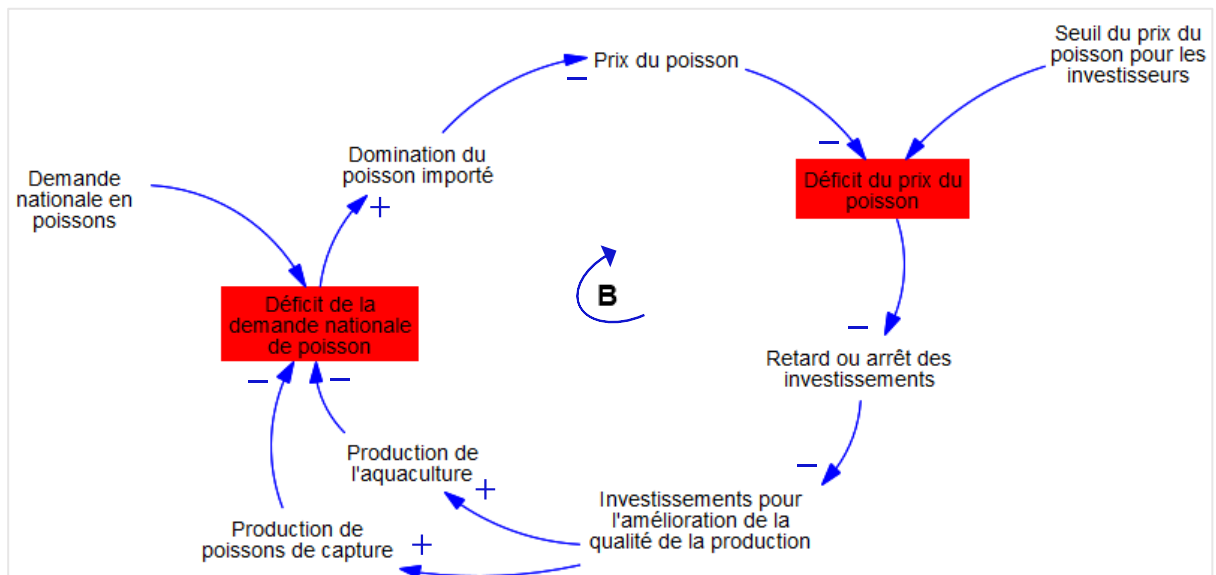 Seuil du prix du
poisson pour les
investisseurs
Prix du poisson
−
Domination du
poisson importé
+
−
Déficit du prix du
poisson
Demande
nationale en
poissons
B
Déficit de la
demande nationale
de poisson
−
−
−
Retard ou arrêt des
investissements
Production de
l'aquaculture
+
−
Investissements pour
l'amélioration de la
qualité de la production
Production de
poissons de capture
+